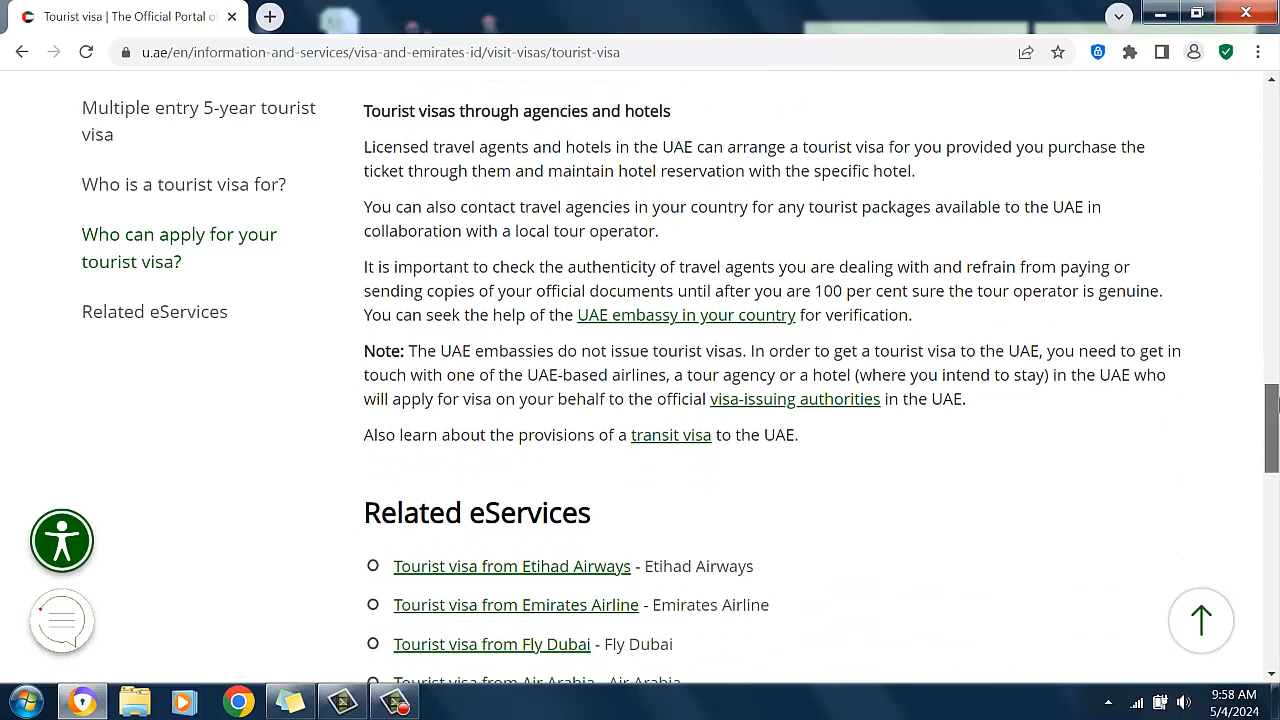 Tourist visa | The Official Portal o
u.ae/en/information-and-services/visa-and-emirates-id/visit-visas/tourist-visa
Multiple entry 5-year tourist
visa
Who is a tourist visa for?
Who can apply for your
tourist visa?
Related eServices
Tourist visas through agencies and hotels
Licensed travel agents and hotels in the UAE can arrange a tourist visa for you provided you purchase the
ticket through them and maintain hotel reservation with the specific hotel.
You can also contact travel agencies in your country for any tourist packages available to the UAE in
collaboration with a local tour operator.
It is important to check the authenticity of travel agents you are dealing with and refrain from paying or
sending copies of your official documents until after you are 100 per cent sure the tour operator is genuine.
You can seek the help of the UAE embassy in your country for verification.
Note: The UAE embassies do not issue tourist visas. In order to get a tourist visa to the UAE, you need to get in
touch with one of the UAE-based airlines, a tour agency or a hotel (where you intend to stay) in the UAE who
will apply for visa on your behalf to the official visa-issuing authorities in the UAE.
Also learn about the provisions of a transit visa to the UAE.
Related eServices
Tourist visa from Etihad Airways - Etihad Airways
Tourist visa from Emirates Airline - Emirates Airline
Tourist visa from Fly Dubai - Fly Dubai
Tourist visa from Air Arabia - Air Arabia
9:58 AM
5/4/2024